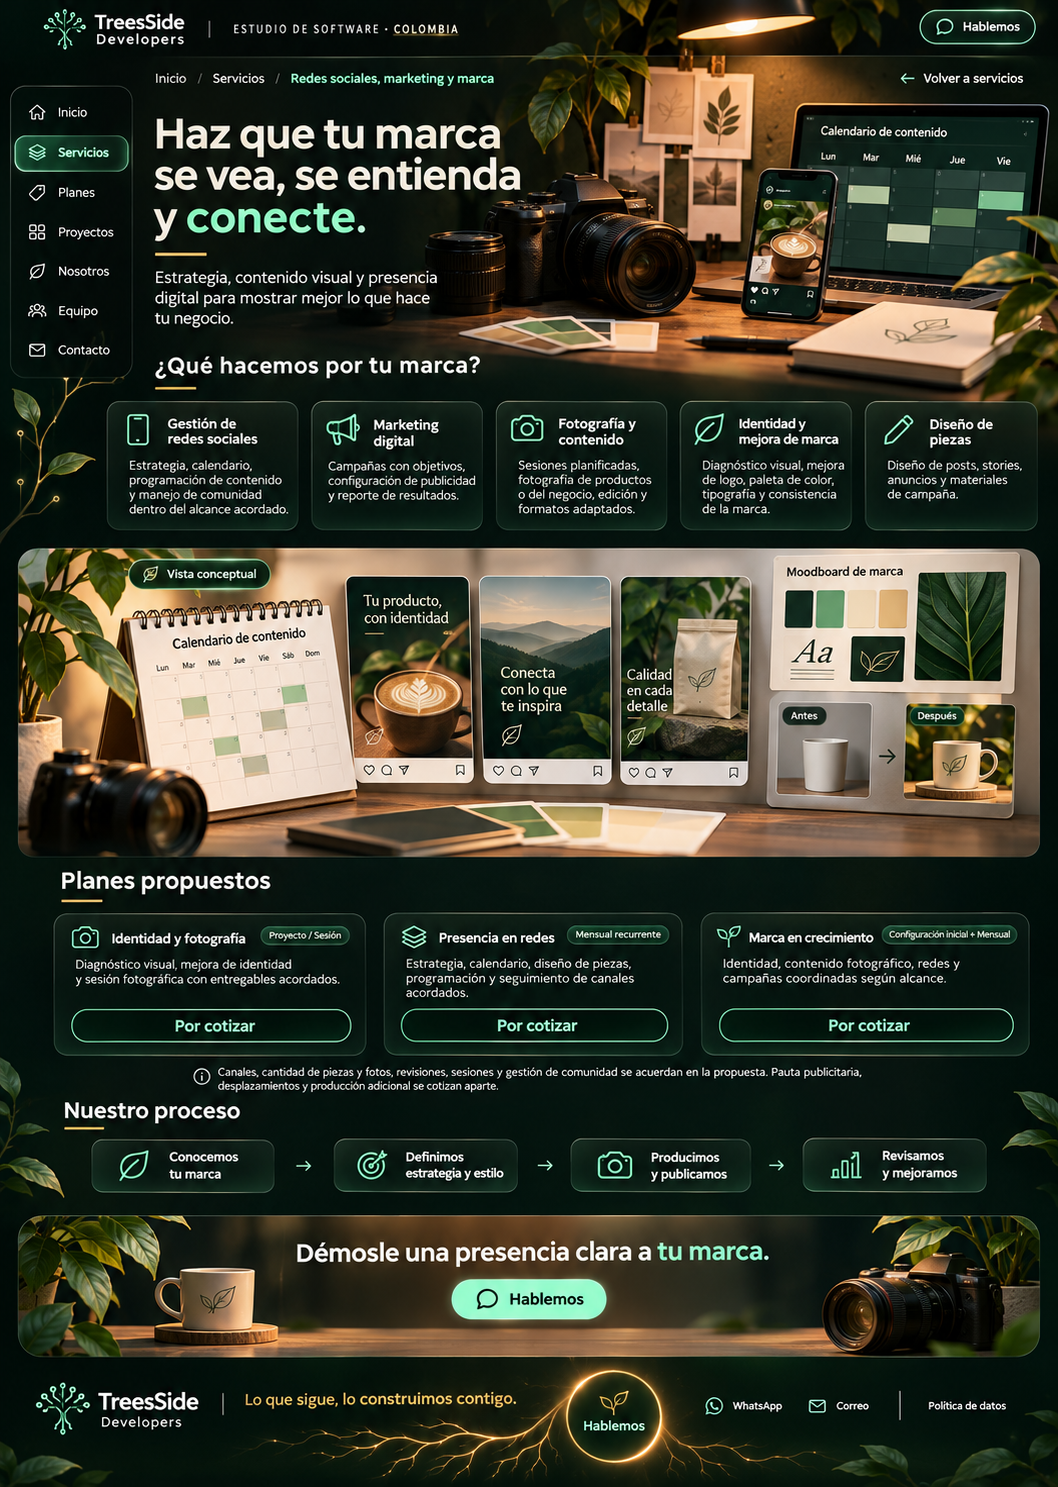 TreesSide
Developers
ESTUDIO DE SOFTWARE • COLOMBIA
Hablemos
Inicio / Servicios / Redes sociales, marketing y marca
Volver a servicios
Inicio
Servicios
Planes
Proyectos
Nosotros
Equipo
Contacto
Haz que tu marca
se vea, se entienda
y conecte.
Estrategia, contenido visual y presencia
digital para mostrar mejor lo que hace
tu negocio.
Calendario de contenido
Lun Mar Mié Jue Vie
¿Qué hacemos por tu marca?
Gestión de
redes sociales
Estrategia, calendario,
programación de contenido
y manejo de comunidad
dentro del alcance acordado.
Marketing
digital
Campañas con objetivos,
configuración de publicidad
y reporte de resultados.
Fotografía y
contenido
Sesiones planificadas,
fotografía de productos
o del negocio, edición y
formatos adaptados.
Identidad y
mejora de marca
Diagnóstico visual, mejora
de logo, paleta de color,
tipografía y consistencia
de la marca.
Diseño de
piezas
Diseño de posts, stories,
anuncios y materiales
de campaña.
Vista conceptual
Calendario de contenido
Lun Mar Mié Jue Vie Sáb Dom
Tu producto,
con identidad
Conecta
con lo que
te inspira
Calidad
en cada
detalle
Moodboard de marca
Aa
Antes
Después
Planes propuestos
Identidad y fotografía
Proyecto / Sesión
Diagnóstico visual, mejora de identidad
y sesión fotográfica con entregables acordados.
Por cotizar
Presencia en redes
Mensual recurrente
Estrategia, calendario, diseño de piezas,
programación y seguimiento de canales
acordados.
Por cotizar
Marca en crecimiento
Configuración inicial + Mensual
Identidad, contenido fotográfico, redes y
campañas coordinadas según alcance.
Por cotizar
Canales, cantidad de piezas y fotos, revisiones, sesiones y gestión de comunidad se acuerdan en la propuesta. Pauta publicitaria,
desplazamientos y producción adicional se cotizan aparte.
Nuestro proceso
Conocemos
tu marca
Definimos
estrategia y estilo
Producimos
y publicamos
Revisamos
y mejoramos
Démosle una presencia clara a tu marca.
Hablemos
TreesSide
Developers
Lo que sigue, lo construimos contigo.
Hablemos
WhatsApp
Correo
Política de datos